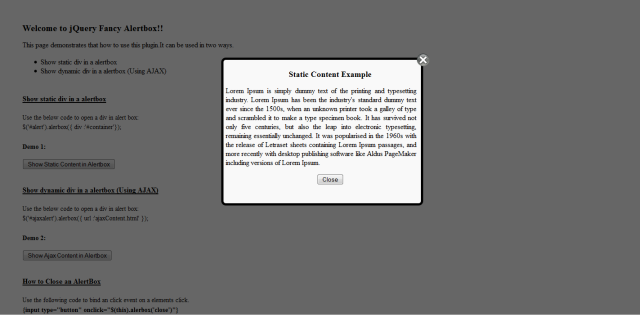 Welcome to jQuery Fancy Alertbox!!
This page demonstrates that how to use this plugin.It can be used in two ways.
Show static div in a alertbox
Show dynamic div in a alertbox (Using AJAX)
Show static div in a alertbox
Use the below code to open a div in alert box:
$('#alert').alerbox({ div :'#container'});
Demo 1:
Show Static Content in Alertbox
Show dynamic div in a alertbox (Using AJAX)
Use the below code to open a div in alert box:
$('#ajaxalert').alerbox({ url :'ajaxContent.html' });
Demo 2:
Show Ajax Content in Alertbox
How to Close an AlertBox
Use the following code to bind an click event on a elements click
{input type="button" onclick="$(this).alerbox('close')"}
Static Content Example
Lorem Ipsum is simply dummy text of the printing and typesetting
industry. Lorem Ipsum has been the industry's standard dummy text
ever since the 1500s, when an unknown printer took a galley of type
and scrambled it to make a type specimen book. It has survived not
only five centuries, but also the leap into electronic typesetting,
remaining essentially unchanged. It was popularised in the 1960s with
the release of Letraset sheets containing Lorem Ipsum passages, and
more recently with desktop publishing software like Aldus PageMaker
including versions of Lorem Ipsum.
Close